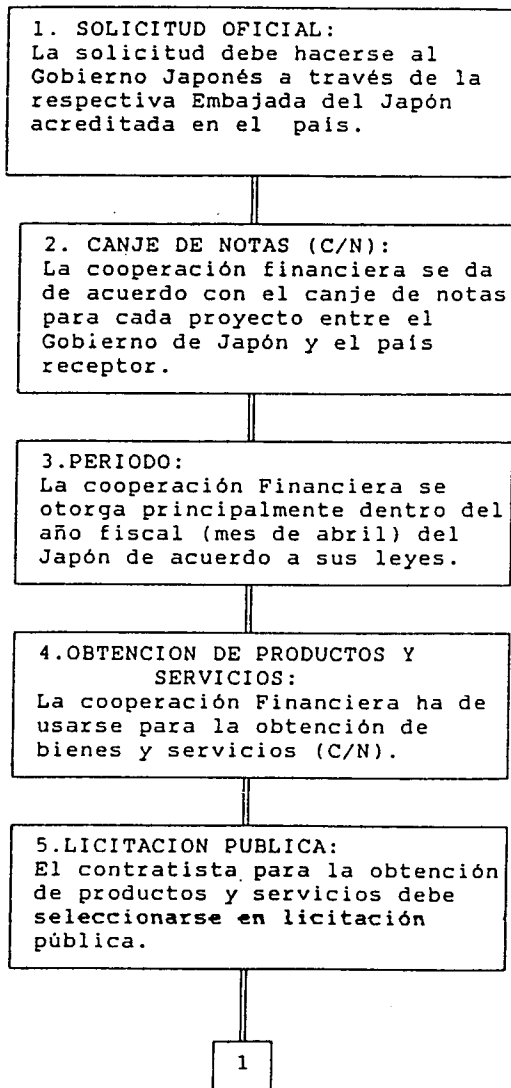 1. SOLICITUD OFICIAL:
La solicitud debe hacerse al
Gobierno Japonés a través de la
respectiva Embajada del Japón
acreditada en el país.
2. CANJE DE NOTAS (C/N):
La cooperación financiera se da
de acuerdo con el canje de notas
para cada proyecto entre el
Gobierno de Japón y el país
receptor.
3.PERIODO:
La cooperación Financiera se
otorga principalmente dentro del
año fiscal (mes de abril) del
Japón de acuerdo a sus leyes.
4.OBTENCION DE PRODUCTOS Y
SERVICIOS:
La cooperación Financiera ha de
usarse para la obtención de
bienes y servicios (C/N).
5.LICITACION PUBLICA:
El contratista para la obtención
de productos y servicios debe
seleccionarse en licitación
pública.
1